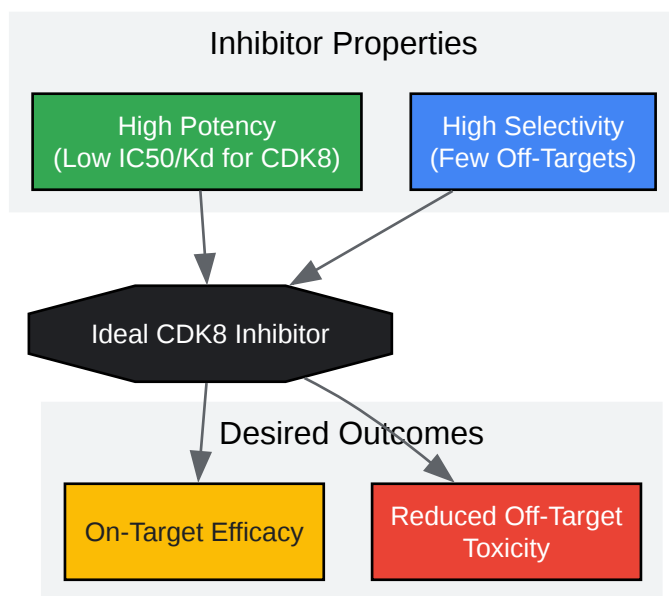 Inhibitor Properties
High Potency
(Low IC50/Kd for CDK8)
High Selectivity
(Few Off-Targets)
Ideal CDK8 Inhibitor
Desired Outcomes
On-Target Efficacy
Reduced Off-Target
Toxicity